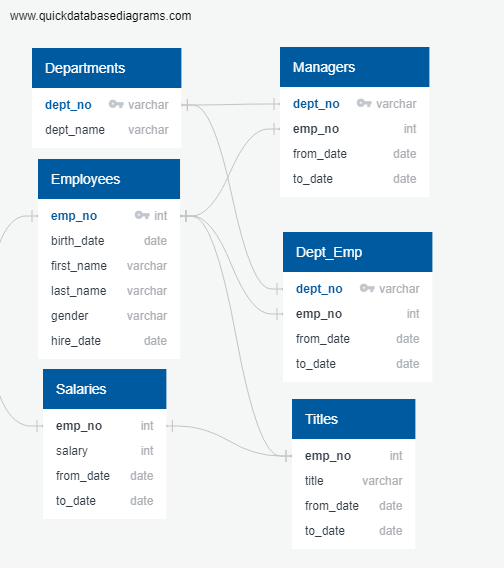 www.quickdatabasediagrams.com
Departments
dept_no varchar
dept_name varchar
Managers
dept_no varchar
emp_no int
from_date date
to_date date
Employees
emp_no int
birth_date date
first_name varchar
last_name varchar
gender varchar
hire_date date
Dept_Emp
dept_no varchar
emp_no int
from_date date
to_date date
Salaries
emp_no int
salary int
from_date date
to_date date
Titles
emp_no int
title varchar
from_date date
to_date date